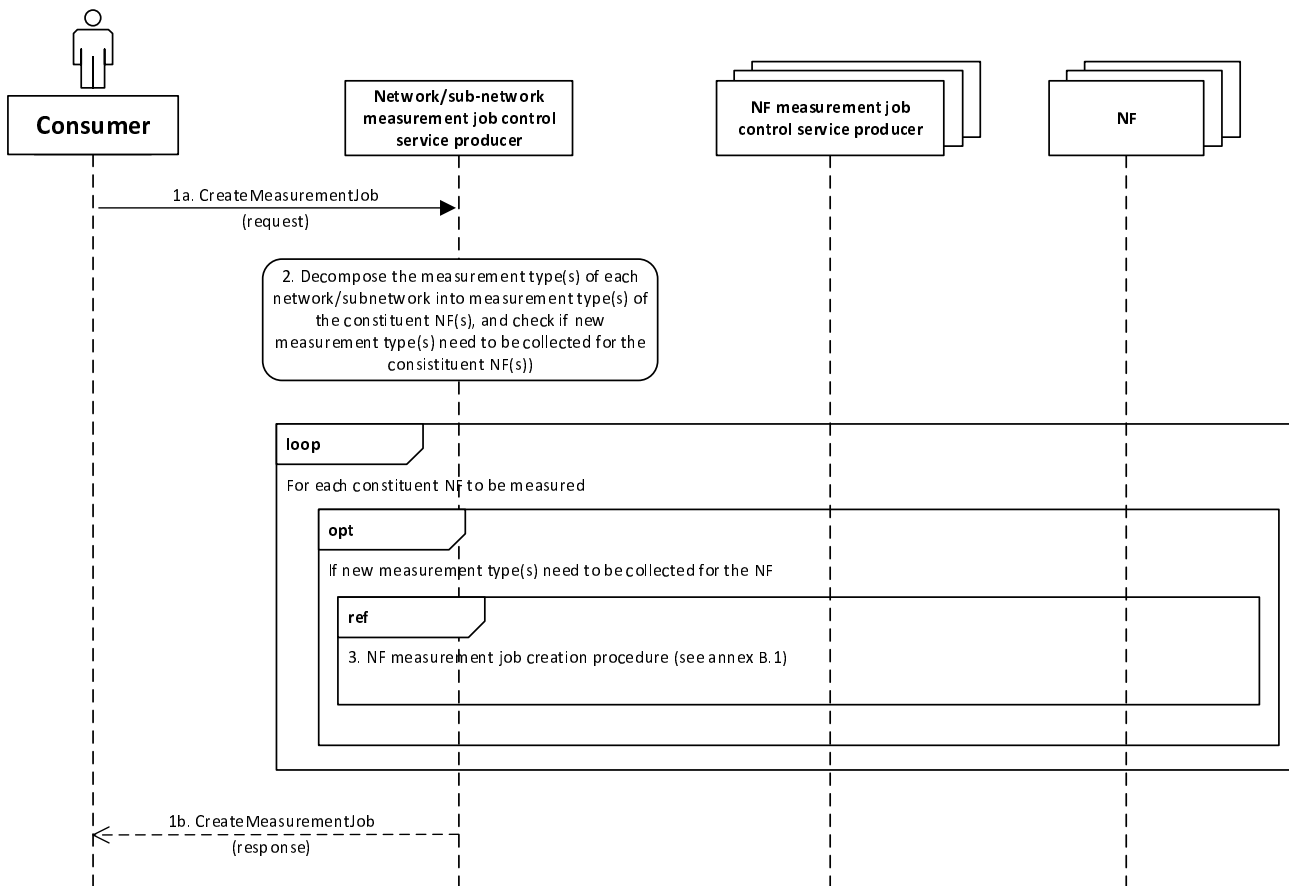 Consumer
Network/sub-network
measurement job control
service producer
NF measurement job
control service producer
NF
1a. CreateMeasurementJob
(request)
2. Decompose the measurement type(s) of each
network/subnetwork into measurement type(s) of
the constituent NF(s), and check if new
measurement type(s) need to be collected for the
consistituent NF(s))
loop
For each constituent NF to be measured
opt
If new measurement type(s) need to be collected for the NF
ref
3. NF measurement job creation procedure (see annex B.1)
1b. CreateMeasurementJob
(response)